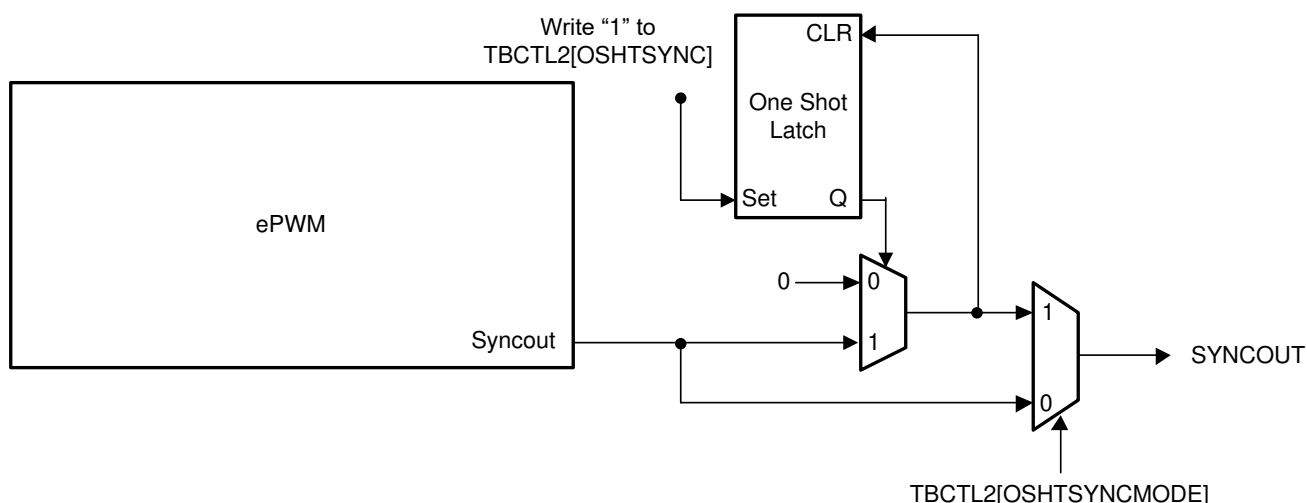 Write “1” to
TBCTL2[OSHTSYNC]
CLR
One Shot
Latch
Set
Q
ePWM
0
0
Syncout
1
1
0
SYNCOUT
TBCTL2[OSHTSYNCMODE]